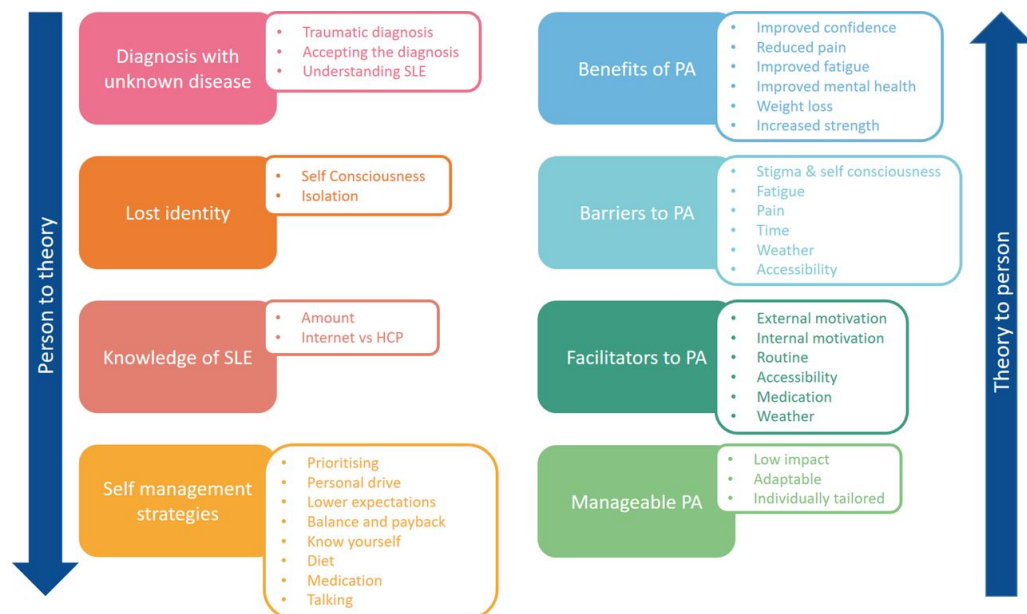 Person to theory
Diagnosis with
unknown disease
• Traumatic diagnosis
• Accepting the diagnosis
• Understanding SLE
Lost identity
• Self Consciousness
• Isolation
Knowledge of SLE
• Amount
• Internet vs HCP
Self management
strategies
• Prioritising
• Personal drive
• Lower expectations
• Balance and payback
• Know yourself
• Diet
• Medication
• Talking
Benefits of PA
• Improved confidence
• Reduced pain
• Improved fatigue
• Improved mental health
• Weight loss
• Increased strength
Barriers to PA
• Stigma & self consciousness
• Fatigue
• Pain
• Time
• Weather
• Accessibility
Facilitators to PA
• External motivation
• Internal motivation
• Routine
• Accessibility
• Medication
• Weather
Manageable PA
• Low impact
• Adaptable
• Individually tailored
Theory to person